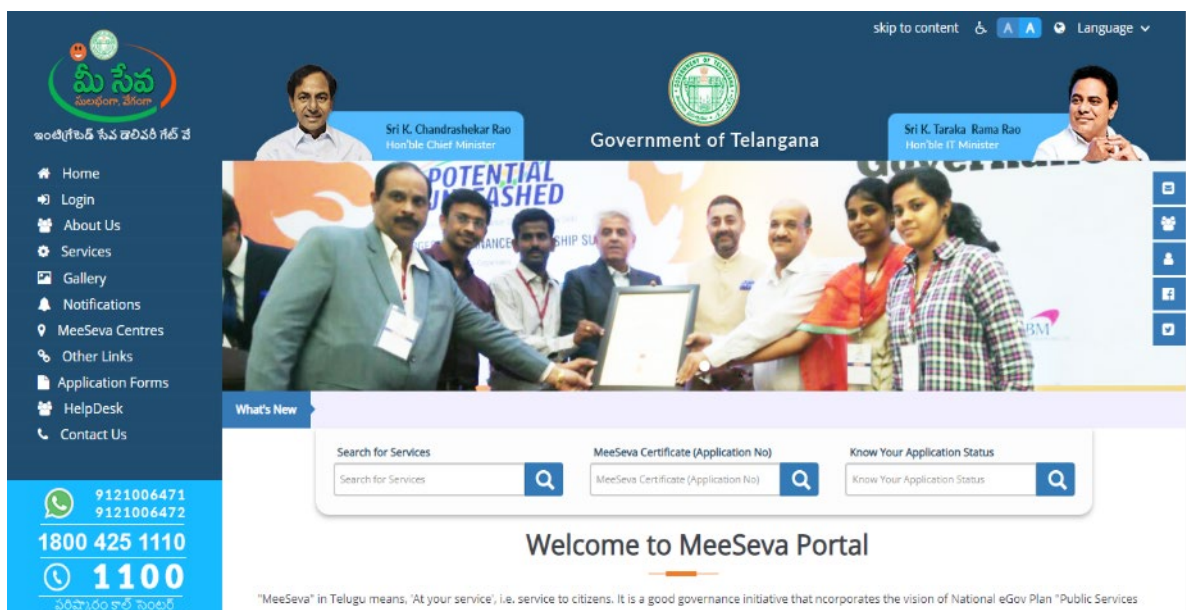 skip to content
A A
Language
మీ సేవ
సులభంగా, వేగంగా
ఇంటిగ్రేటెడ్ సేవ డెలివరీ గేట్ వే
Sri K. Chandrashekar Rao
Hon'ble Chief Minister
Government of Telangana
Sri K. Taraka Rama Rao
Hon'ble IT Minister
Home
Login
About Us
Services
Gallery
Notifications
MeeSeva Centres
Other Links
Application Forms
HelpDesk
Contact Us
9121006471
9121006472
1800 425 1110
1100
పరిష్కారం కాల్ సెంటర్
POTENTIAL
What's New
Search for Services
Search for Services
MeeSeva Certificate (Application No)
MeeSeva Certificate (Application No)
Know Your Application Status
Know Your Application Status
Welcome to MeeSeva Portal
"MeeSeva" in Telugu means, 'At your service', i.e. service to citizens. It is a good governance initiative that ncorporates the vision of National eGov Plan "Public Services